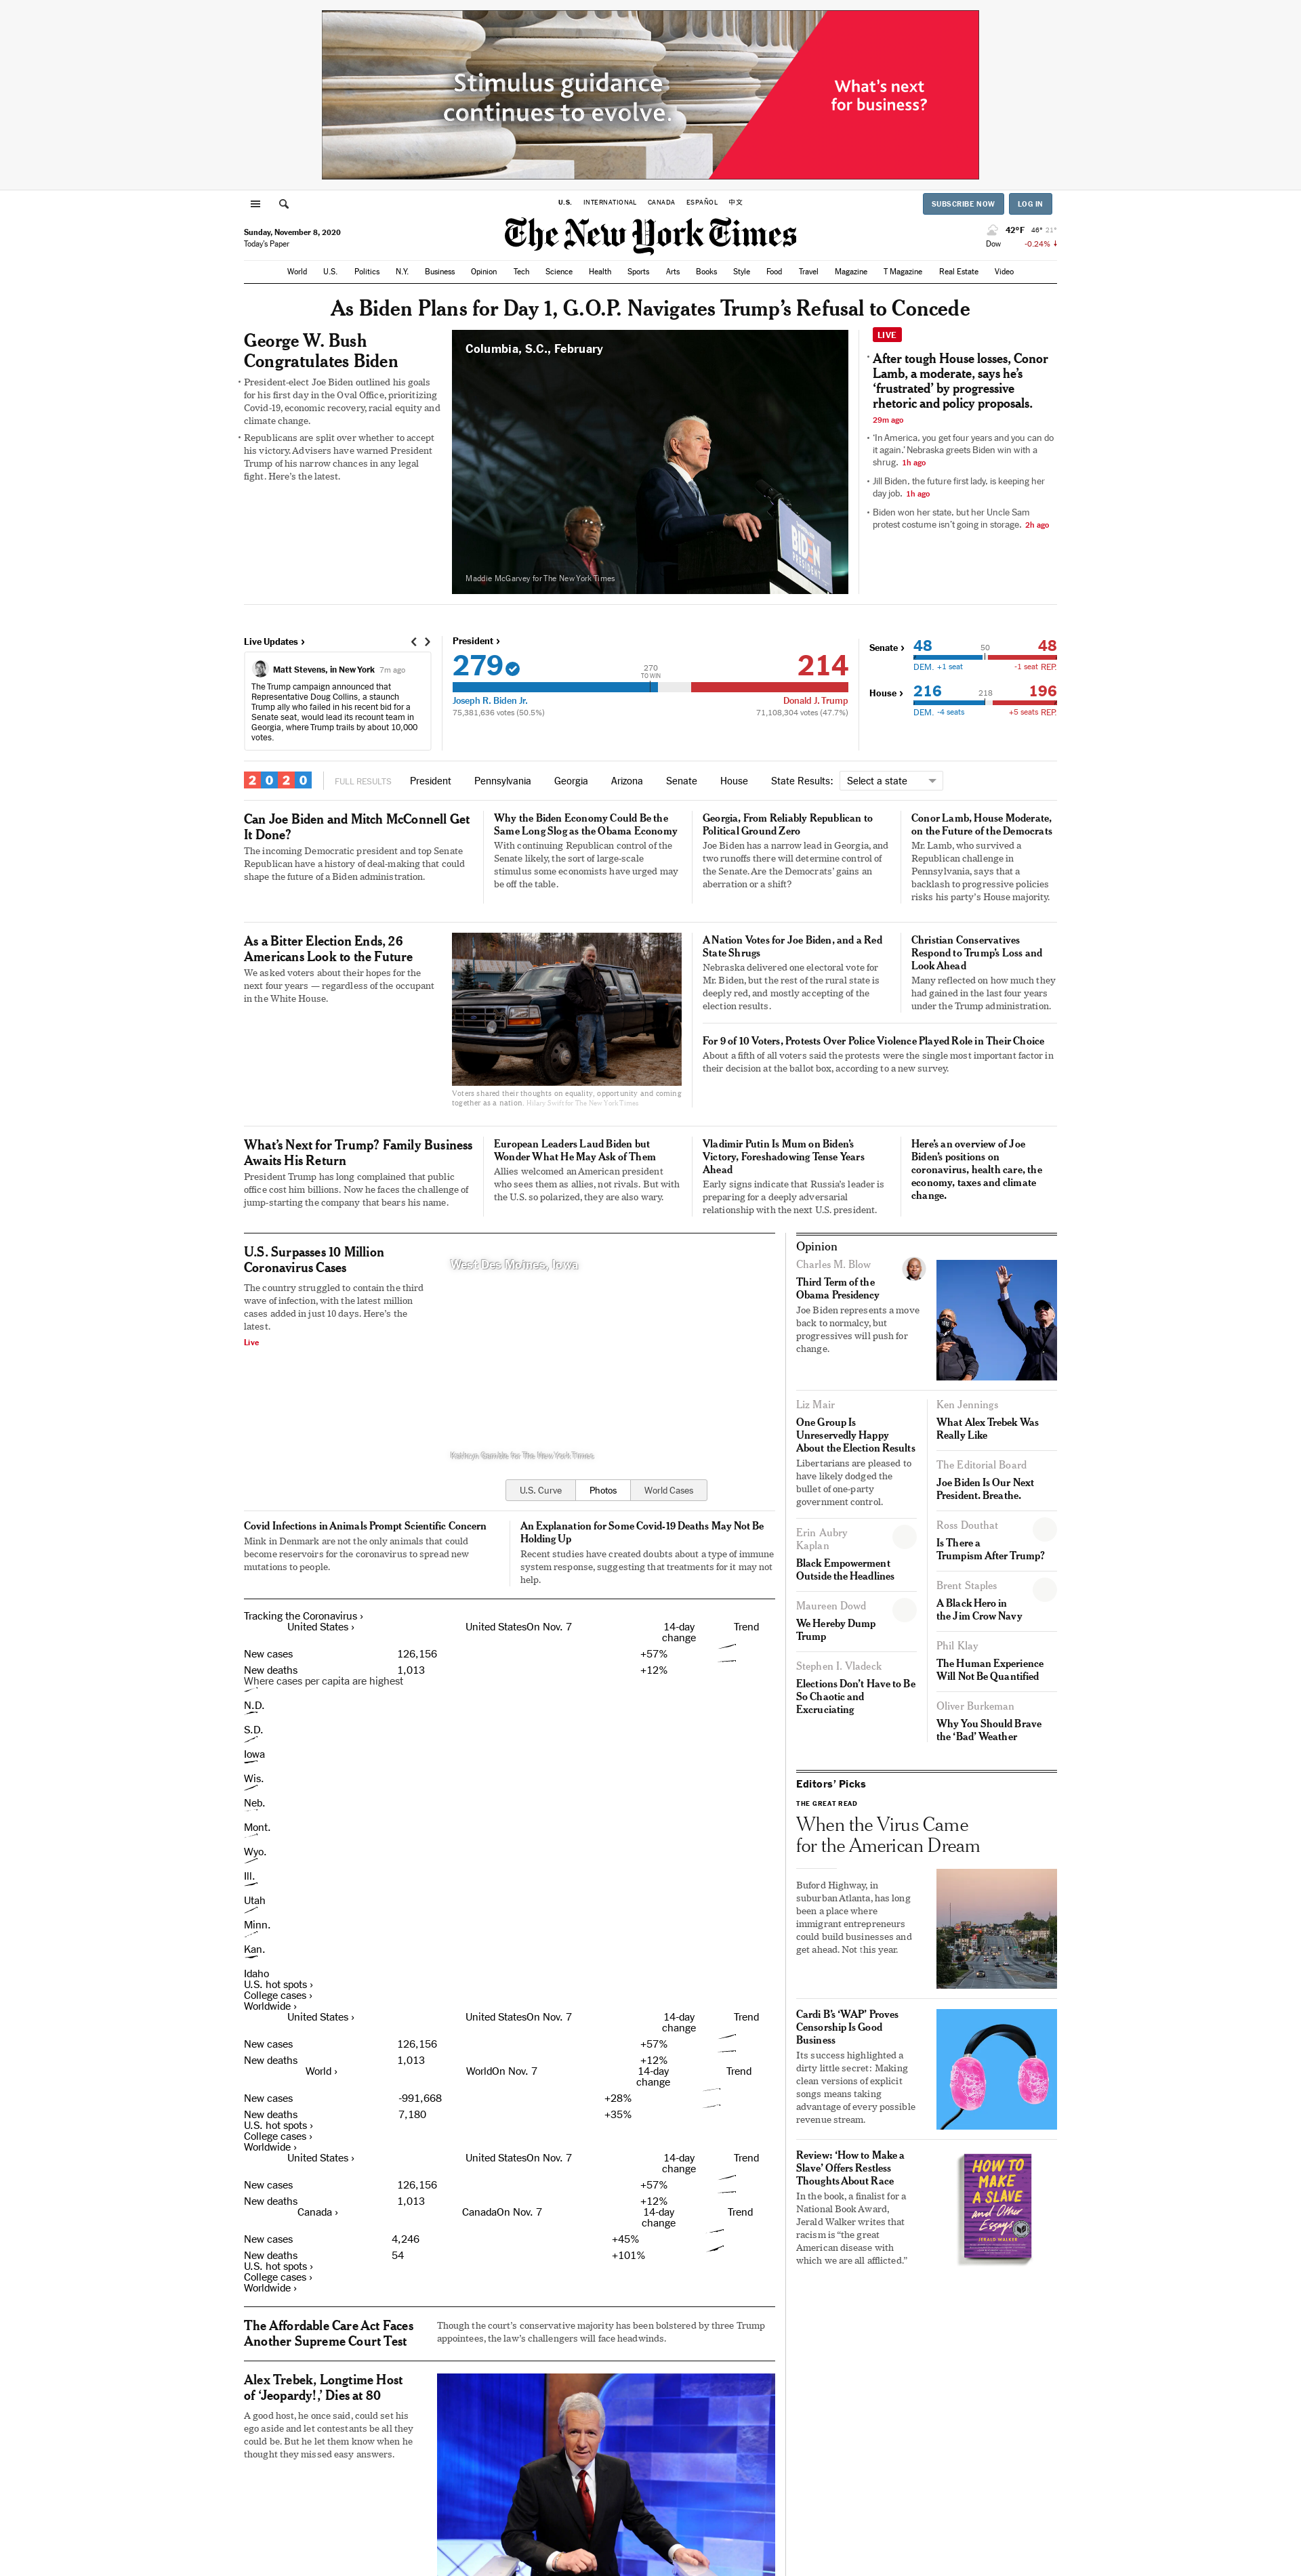 Stimulus guidance
continues to evolve.
What's next
for business?
U.S.
INTERNATIONAL
CANADA
ESPAÑOL
中文
SUBSCRIBE NOW
LOG IN
Sunday, November 8, 2020
Today's Paper
The New York Times
42°F 46° 21°
Dow -0.24% ↓
World
U.S.
Politics
N.Y.
Business
Opinion
Tech
Science
Health
Sports
Arts
Books
Style
Food
Travel
Magazine
T Magazine
Real Estate
Video
As Biden Plans for Day 1, G.O.P. Navigates Trump's Refusal to Concede
George W. Bush
Congratulates Biden
• President-elect Joe Biden outlined his goals
for his first day in the Oval Office, prioritizing
Covid-19, economic recovery, racial equity and
climate change.
• Republicans are split over whether to accept
his victory. Advisers have warned President
Trump of his narrow chances in any legal
fight. Here's the latest.
Columbia, S.C., February
BIDEN
PRESIDENT
Maddie McGarvey for The New York Times
LIVE
• After tough House losses, Conor
Lamb, a moderate, says he's
'frustrated' by progressive
rhetoric and policy proposals.
29m ago
• 'In America, you get four years and you can do
it again.' Nebraska greets Biden win with a
shrug. 1h ago
• Jill Biden, the future first lady, is keeping her
day job. 1h ago
• Biden won her state, but her Uncle Sam
protest costume isn't going in storage. 2h ago
Live Updates ›
Matt Stevens, in New York 7m ago
The Trump campaign announced that
Representative Doug Collins, a staunch
Trump ally who failed in his recent bid for a
Senate seat, would lead its recount team in
Georgia, where Trump trails by about 10,000
votes.
President ›
279
270
TO WIN
214
Joseph R. Biden Jr.
Donald J. Trump
75,381,636 votes (50.5%)
71,108,304 votes (47.7%)
Senate ›
48
50
48
DEM. +1 seat
-1 seat REP.
House ›
216
218
196
DEM. -4 seats
+5 seats REP.
2020
FULL RESULTS
President
Pennsylvania
Georgia
Arizona
Senate
House
State Results:
Select a state
Can Joe Biden and Mitch McConnell Get
It Done?
The incoming Democratic president and top Senate
Republican have a history of deal-making that could
shape the future of a Biden administration.
Why the Biden Economy Could Be the
Same Long Slog as the Obama Economy
With continuing Republican control of the
Senate likely, the sort of large-scale
stimulus some economists have urged may
be off the table.
Georgia, From Reliably Republican to
Political Ground Zero
Joe Biden has a narrow lead in Georgia, and
two runoffs there will determine control of
the Senate. Are the Democrats' gains an
aberration or a shift?
Conor Lamb, House Moderate,
on the Future of the Democrats
Mr. Lamb, who survived a
Republican challenge in
Pennsylvania, says that a
backlash to progressive policies
risks his party's House majority.
As a Bitter Election Ends, 26
Americans Look to the Future
We asked voters about their hopes for the
next four years — regardless of the occupant
in the White House.
Voters shared their thoughts on equality, opportunity and coming
together as a nation. Hilary Swift for The New York Times
A Nation Votes for Joe Biden, and a Red
State Shrugs
Nebraska delivered one electoral vote for
Mr. Biden, but the rest of the rural state is
deeply red, and mostly accepting of the
election results.
Christian Conservatives
Respond to Trump's Loss and
Look Ahead
Many reflected on how much they
had gained in the last four years
under the Trump administration.
For 9 of 10 Voters, Protests Over Police Violence Played Role in Their Choice
About a fifth of all voters said the protests were the single most important factor in
their decision at the ballot box, according to a new survey.
What's Next for Trump? Family Business
Awaits His Return
President Trump has long complained that public
office cost him billions. Now he faces the challenge of
jump-starting the company that bears his name.
European Leaders Laud Biden but
Wonder What He May Ask of Them
Allies welcomed an American president
who sees them as allies, not rivals. But with
the U.S. so polarized, they are also wary.
Vladimir Putin Is Mum on Biden's
Victory, Foreshadowing Tense Years
Ahead
Early signs indicate that Russia's leader is
preparing for a deeply adversarial
relationship with the next U.S. president.
Here's an overview of Joe
Biden's positions on
coronavirus, health care, the
economy, taxes and climate
change.
U.S. Surpasses 10 Million
Coronavirus Cases
The country struggled to contain the third
wave of infection, with the latest million
cases added in just 10 days. Here's the
latest.
Live
West Des Moines, Iowa
Kathryn Gamble for The New York Times
U.S. Curve
Photos
World Cases
Covid Infections in Animals Prompt Scientific Concern
Mink in Denmark are not the only animals that could
become reservoirs for the coronavirus to spread new
mutations to people.
An Explanation for Some Covid-19 Deaths May Not Be
Holding Up
Recent studies have created doubts about a type of immune
system response, suggesting that treatments for it may not
help.
Tracking the Coronavirus ›
United States › United StatesOn Nov. 7 14-day Trend
change
New cases 126,156 +57%
New deaths 1,013 +12%
Where cases per capita are highest
N.D.
S.D.
Iowa
Wis.
Neb.
Mont.
Wyo.
Ill.
Utah
Minn.
Kan.
Idaho
U.S. hot spots ›
College cases ›
Worldwide ›
United States › United StatesOn Nov. 7 14-day Trend
change
New cases 126,156 +57%
New deaths 1,013 +12%
World › WorldOn Nov. 7 14-day Trend
change
New cases -991,668 +28%
New deaths 7,180 +35%
U.S. hot spots ›
College cases ›
Worldwide ›
United States › United StatesOn Nov. 7 14-day Trend
change
New cases 126,156 +57%
New deaths 1,013 +12%
Canada › CanadaOn Nov. 7 14-day Trend
change
New cases 4,246 +45%
New deaths 54 +101%
U.S. hot spots ›
College cases ›
Worldwide ›
The Affordable Care Act Faces
Another Supreme Court Test
Though the court's conservative majority has been bolstered by three Trump
appointees, the law's challengers will face headwinds.
Alex Trebek, Longtime Host
of 'Jeopardy!,' Dies at 80
A good host, he once said, could set his
ego aside and let contestants be all they
could be. But he let them know when he
thought they missed easy answers.
Opinion
Charles M. Blow
Third Term of the
Obama Presidency
Joe Biden represents a move
back to normalcy, but
progressives will push for
change.
Liz Mair
One Group Is
Unreservedly Happy
About the Election Results
Libertarians are pleased to
have likely dodged the
bullet of one-party
government control.
Erin Aubry
Kaplan
Black Empowerment
Outside the Headlines
Maureen Dowd
We Hereby Dump
Trump
Stephen I. Vladeck
Elections Don't Have to Be
So Chaotic and
Excruciating
Ken Jennings
What Alex Trebek Was
Really Like
The Editorial Board
Joe Biden Is Our Next
President. Breathe.
Ross Douthat
Is There a
Trumpism After Trump?
Brent Staples
A Black Hero in
the Jim Crow Navy
Phil Klay
The Human Experience
Will Not Be Quantified
Oliver Burkeman
Why You Should Brave
the 'Bad' Weather
Editors' Picks
THE GREAT READ
When the Virus Came
for the American Dream
Buford Highway, in
suburban Atlanta, has long
been a place where
immigrant entrepreneurs
could build businesses and
get ahead. Not this year.
Cardi B's 'WAP' Proves
Censorship Is Good
Business
Its success highlighted a
dirty little secret: Making
clean versions of explicit
songs means taking
advantage of every possible
revenue stream.
Review: 'How to Make a
Slave' Offers Restless
Thoughts About Race
In the book, a finalist for a
National Book Award,
Jerald Walker writes that
racism is "the great
American disease with
which we are all afflicted."
HOW TO
MAKE
A SLAVE
and Other
Essays
JERALD WALKER